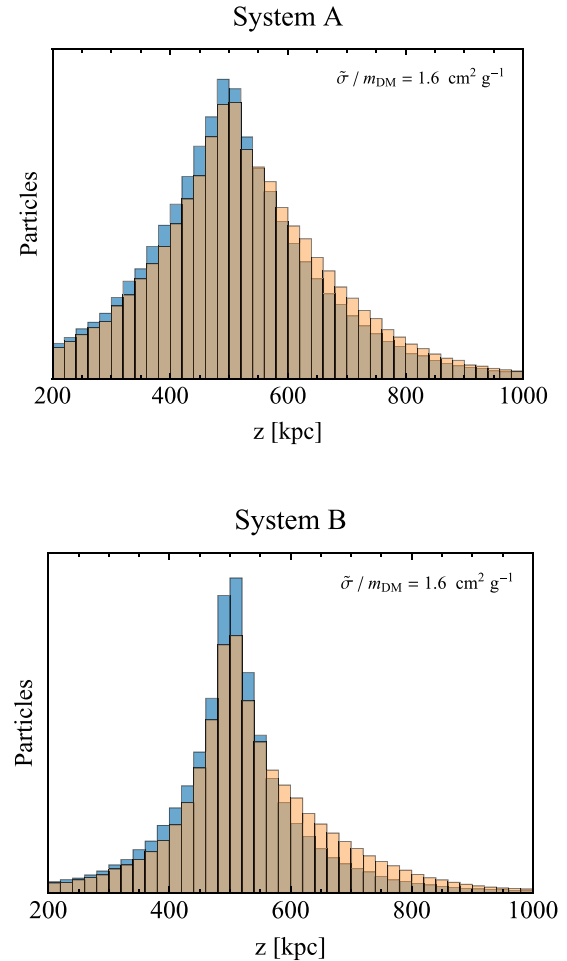 System A
σ̃ / m_DM = 1.6 cm² g⁻¹
Particles
200 400 600 800 1000
z [kpc]
System B
σ̃ / m_DM = 1.6 cm² g⁻¹
Particles
200 400 600 800 1000
z [kpc]